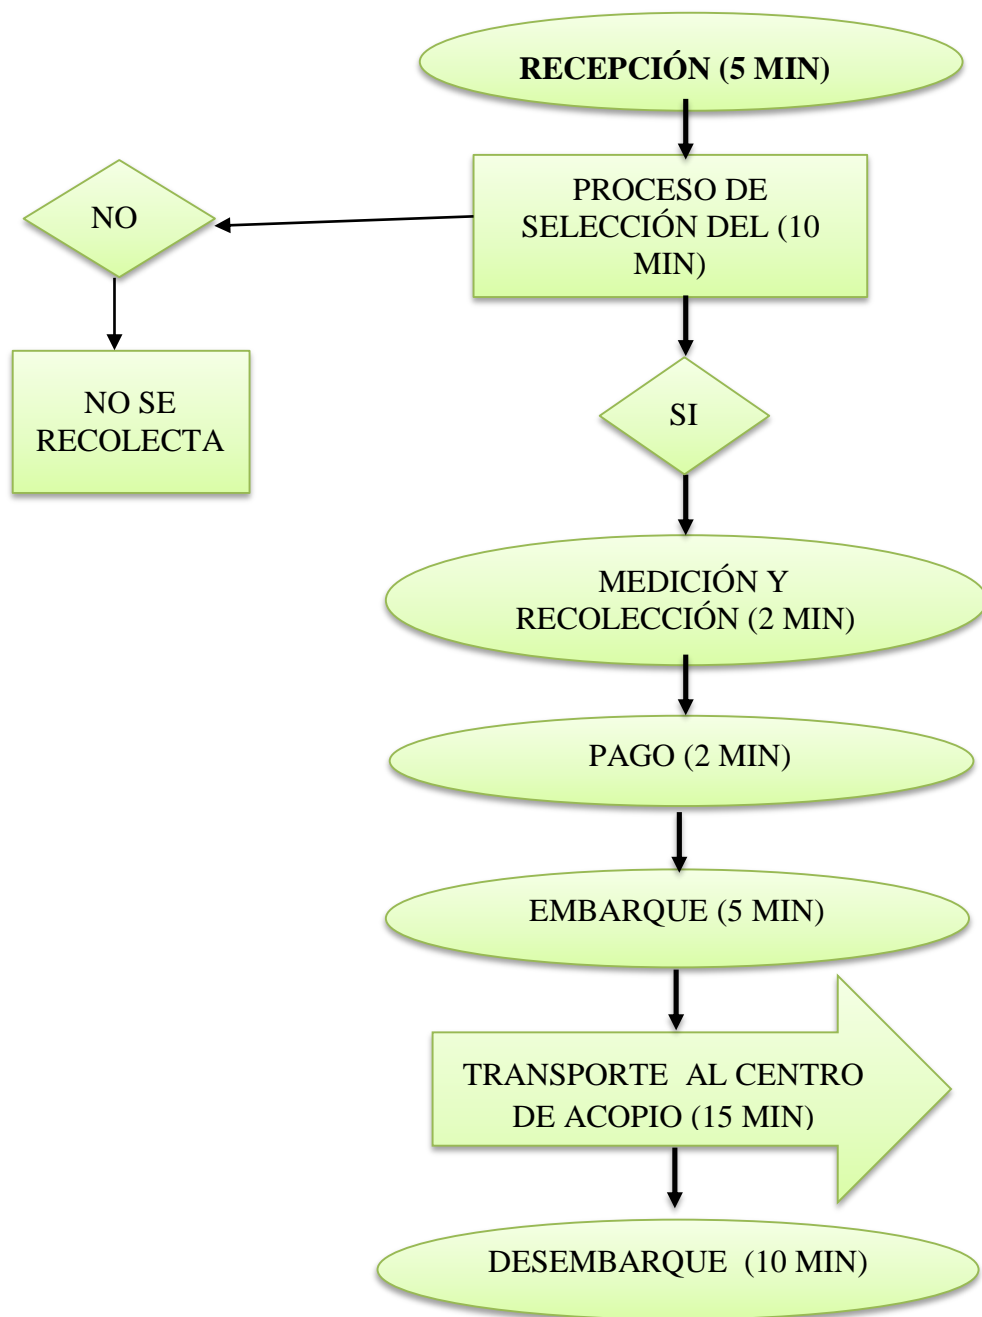 RECEPCIÓN (5 MIN)
PROCESO DE
SELECCIÓN DEL (10
MIN)
NO
NO SE
RECOLECTA
SI
MEDICIÓN Y
RECOLECCIÓN (2 MIN)
PAGO (2 MIN)
EMBARQUE (5 MIN)
TRANSPORTE AL CENTRO
DE ACOPIO (15 MIN)
DESEMBARQUE (10 MIN)